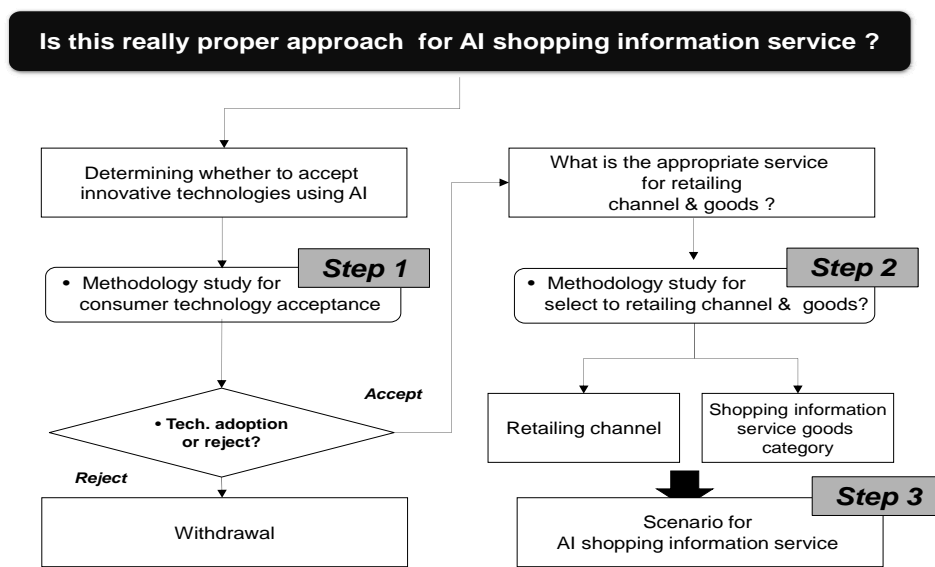 Is this really proper approach for AI shopping information service ?
Determining whether to accept
innovative technologies using AI
Step 1
• Methodology study for
consumer technology acceptance
• Tech. adoption
or reject?
Accept
Reject
Withdrawal
What is the appropriate service
for retailing
channel & goods ?
Step 2
• Methodology study for
select to retailing channel & goods?
Retailing channel
Shopping information
service goods
category
Step 3
Scenario for
AI shopping information service